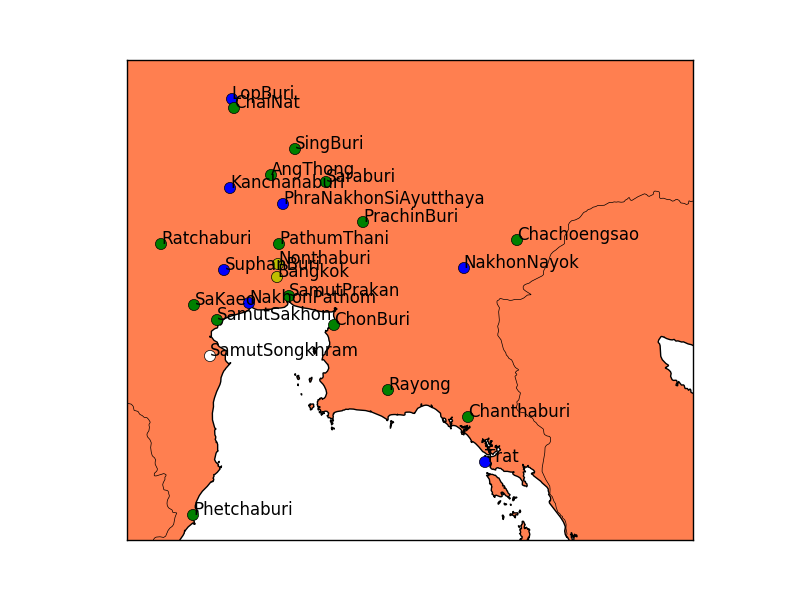 LopBuri
ChaiNat
SingBuri
AngThong
Saraburi
Kanchanaburi
PhraNakhonSiAyutthaya
PrachinBuri
Ratchaburi
PathumThani
Chachoengsao
Nonthaburi
SuphanBuri
NakhonNayok
Bangkok
SamutPrakan
SaKaeo
NakhonPathom
SamutSakhon
ChonBuri
SamutSongkhram
Rayong
Chanthaburi
Trat
Phetchaburi